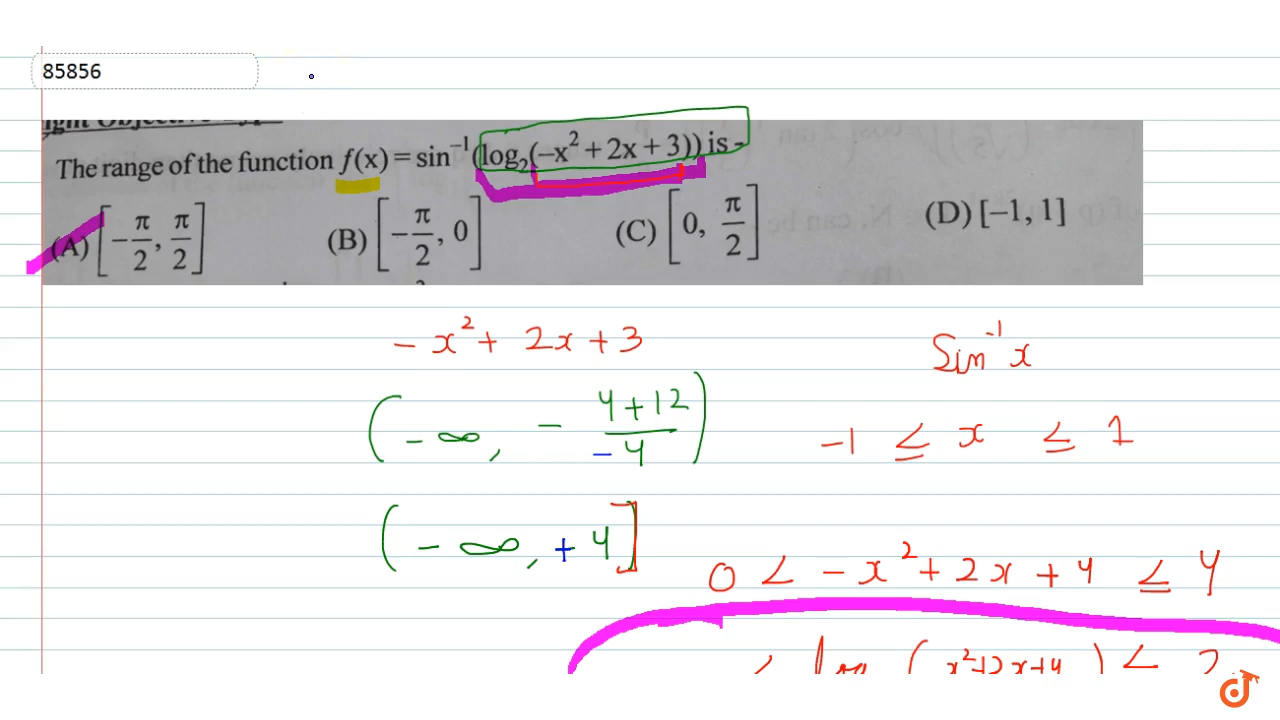 85856
The range of the function f(x) = sin⁻¹ (log₂(−x² + 2x + 3)) is -
(A) [−π/2, π/2] (B) [−π/2, 0] (C) [0, π/2] (D) [−1, 1]
− x² + 2x + 3
Sin⁻¹ x
(−∞, − (4+12)/−4)
−1 ≤ x ≤ 1
(−∞, +4]
0 < −x² + 2x + 4 ≤ 4